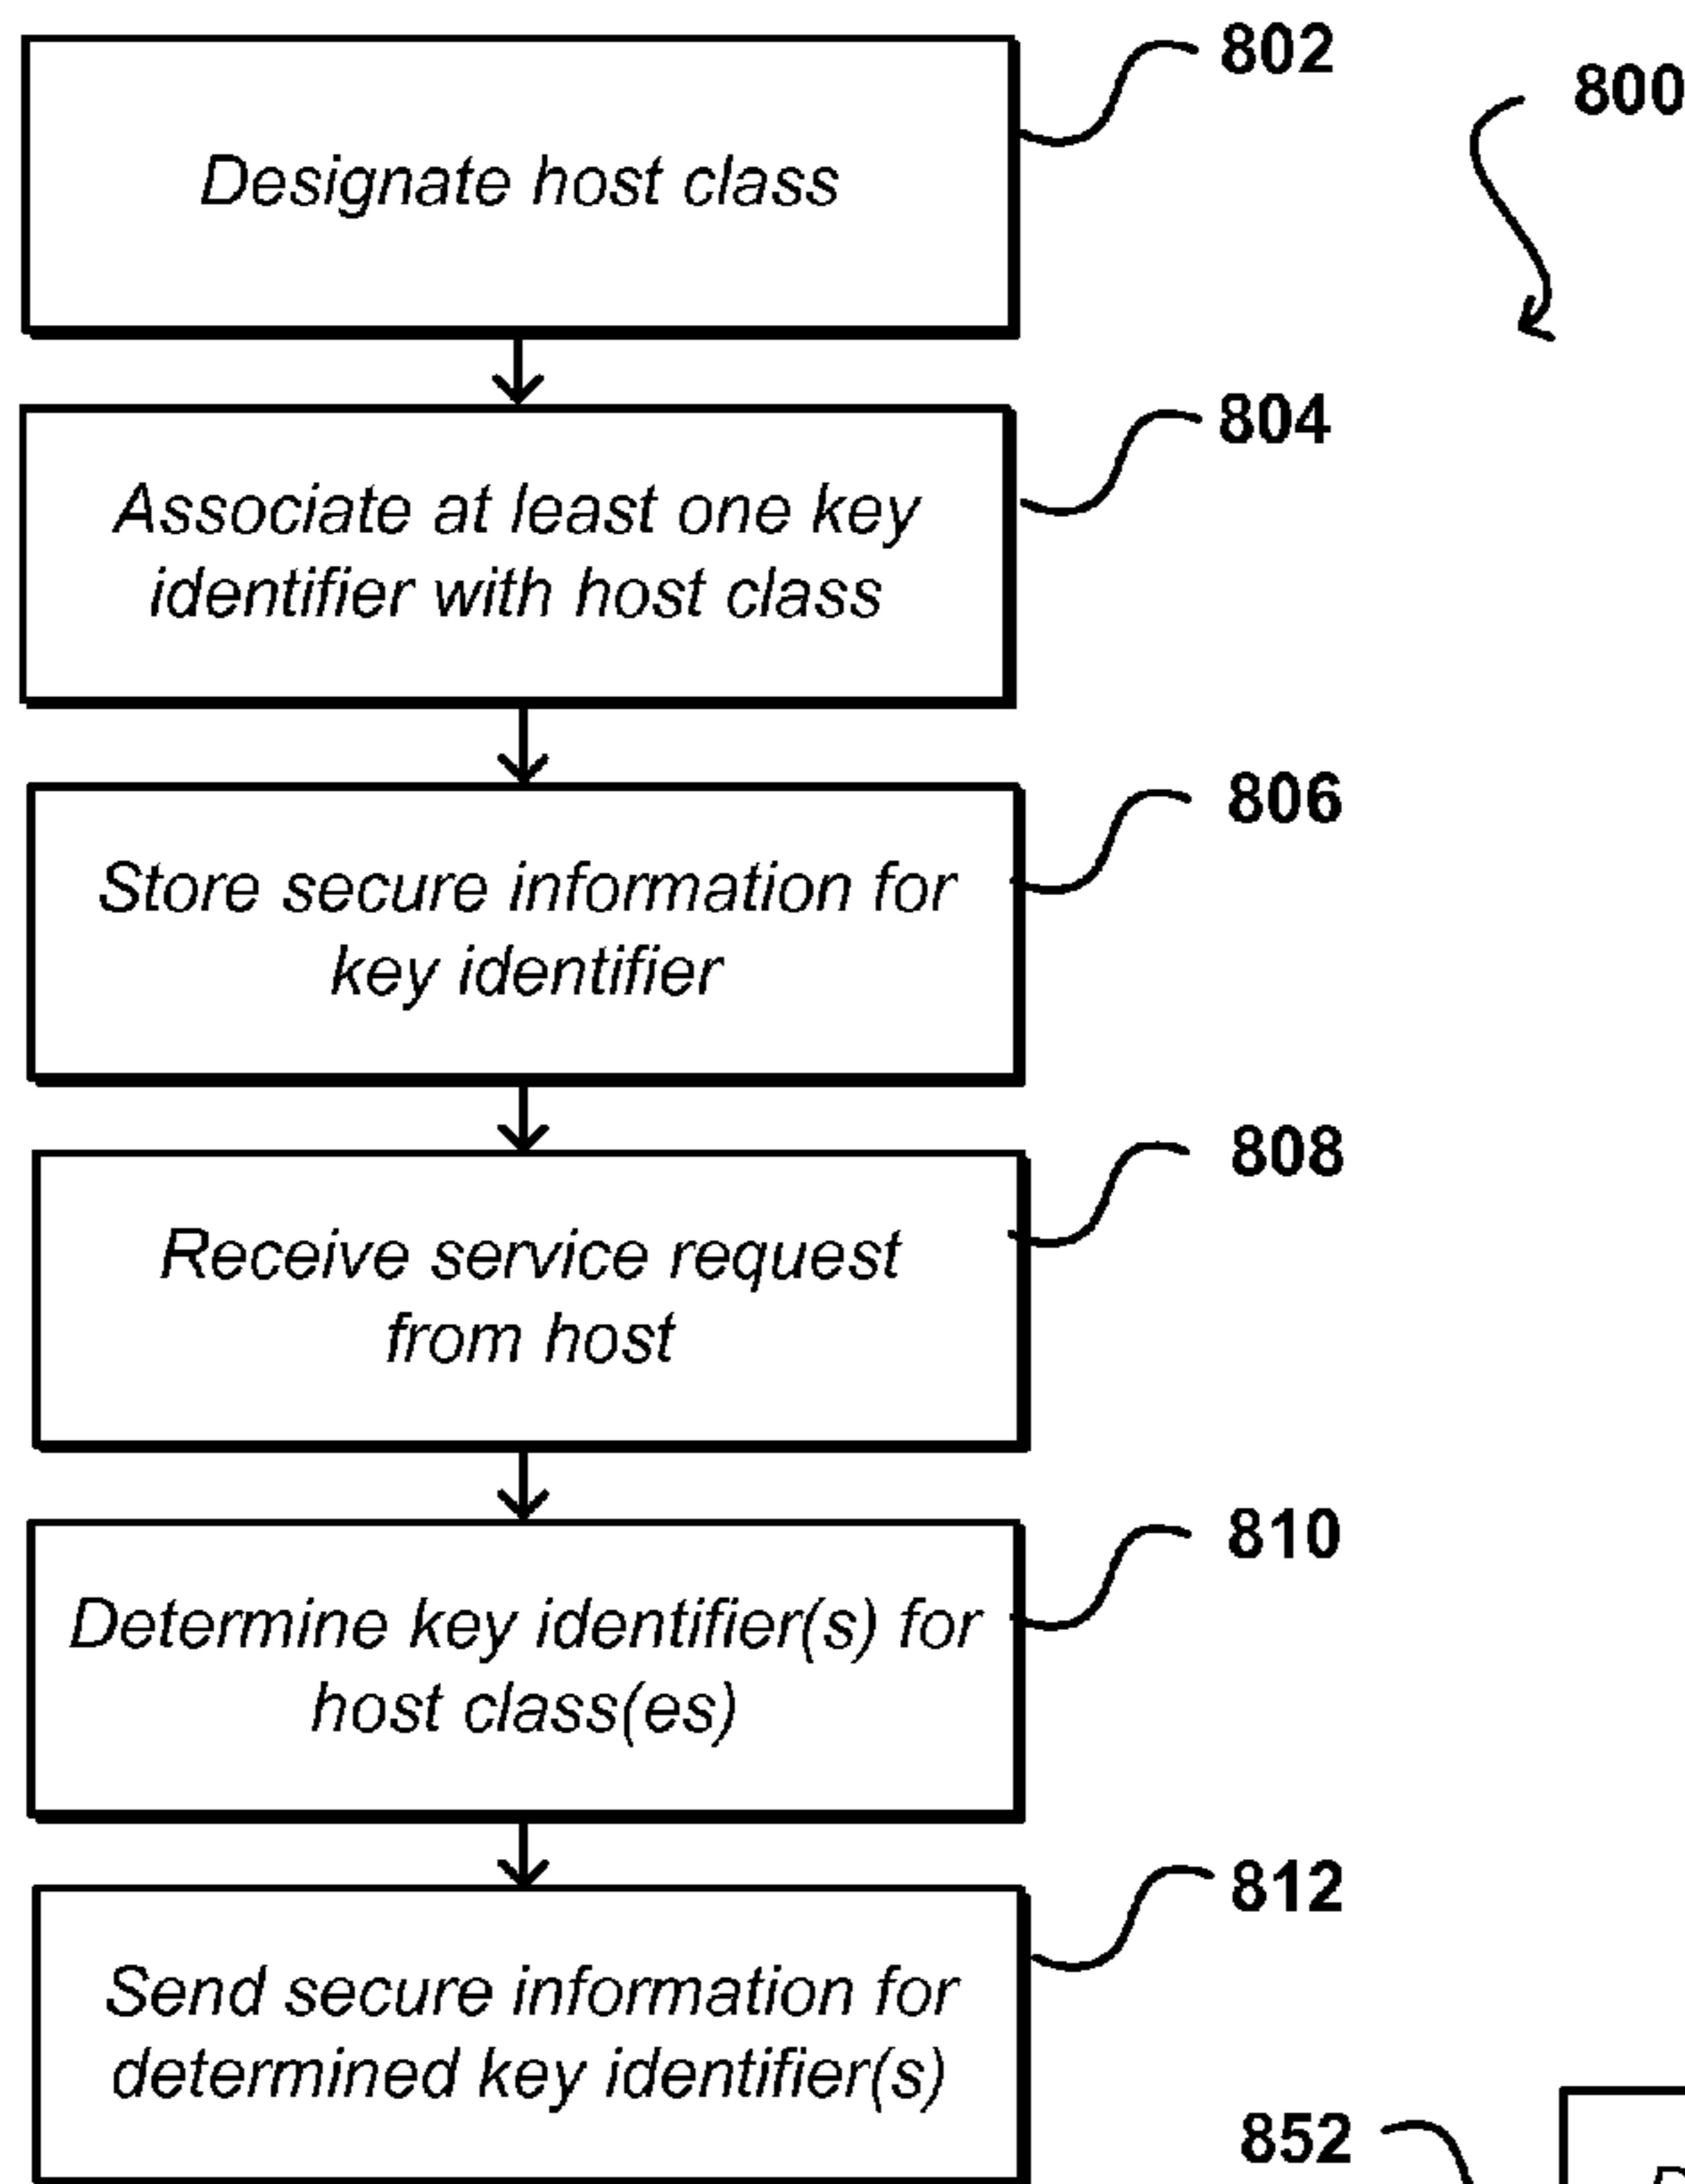 802
800
Designate host class
804
Associate at least one key
identifier with host class
806
Store secure information for
key identifier
808
Receive service request
from host
810
Determine key identifier(s) for
host class(es)
812
Send secure information for
determined key identifier(s)
852